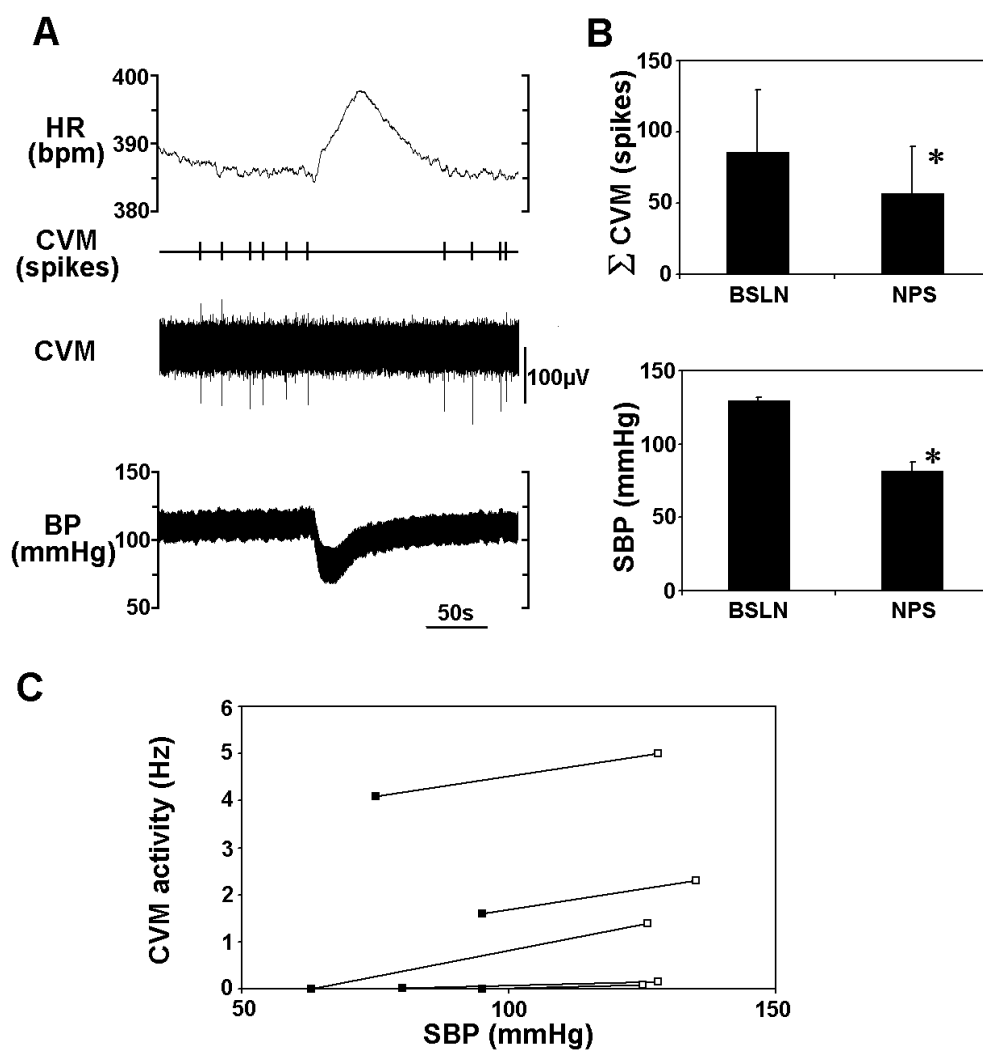 A
400
HR
(bpm)
390
380
CVM
(spikes)
CVM
100µV
150
BP
(mmHg)
100
50
50s
B
150
100
50
0
∑ CVM (spikes)
*
BSLN
NPS
150
100
50
0
SBP (mmHg)
*
BSLN
NPS
C
6
5
4
3
2
1
0
CVM activity (Hz)
50
100
150
SBP (mmHg)